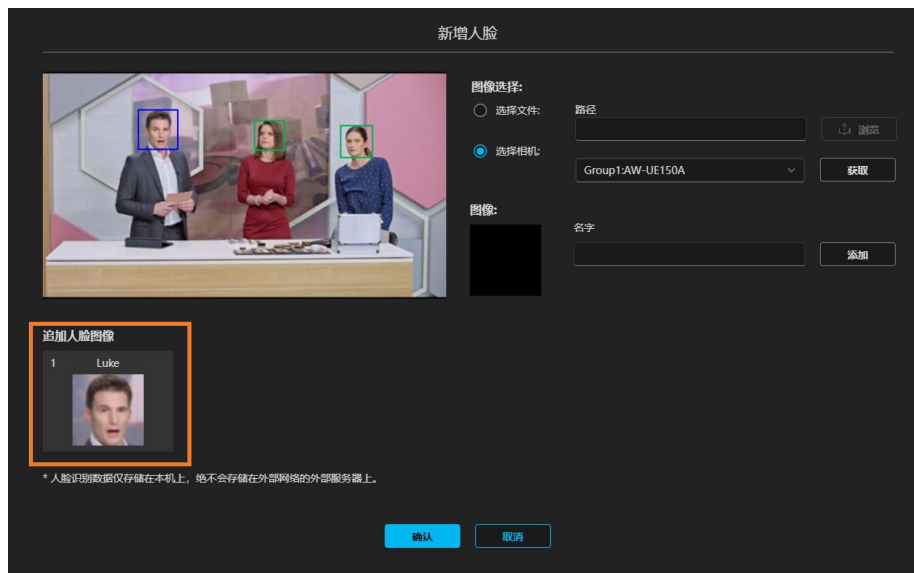 新增人脸
图像选择:
选择文件:
路径
浏览
选择相机:
Group1:AW-UE150A
获取
图像:
名字
添加
追加人脸图像
1 Luke
* 人脸识别数据仅存储在本机上，绝不会存储在外部网络的外部服务器上。
确认
取消